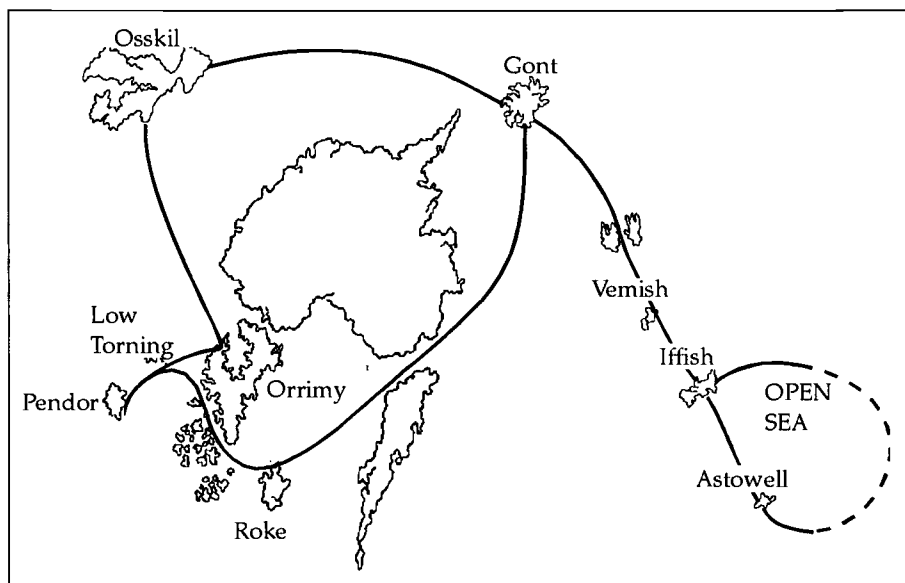 Osskil
Gont
Vemish
Low
Torning
Iffish
Pendor
Orrimy
OPEN
SEA
Astowell
Roke